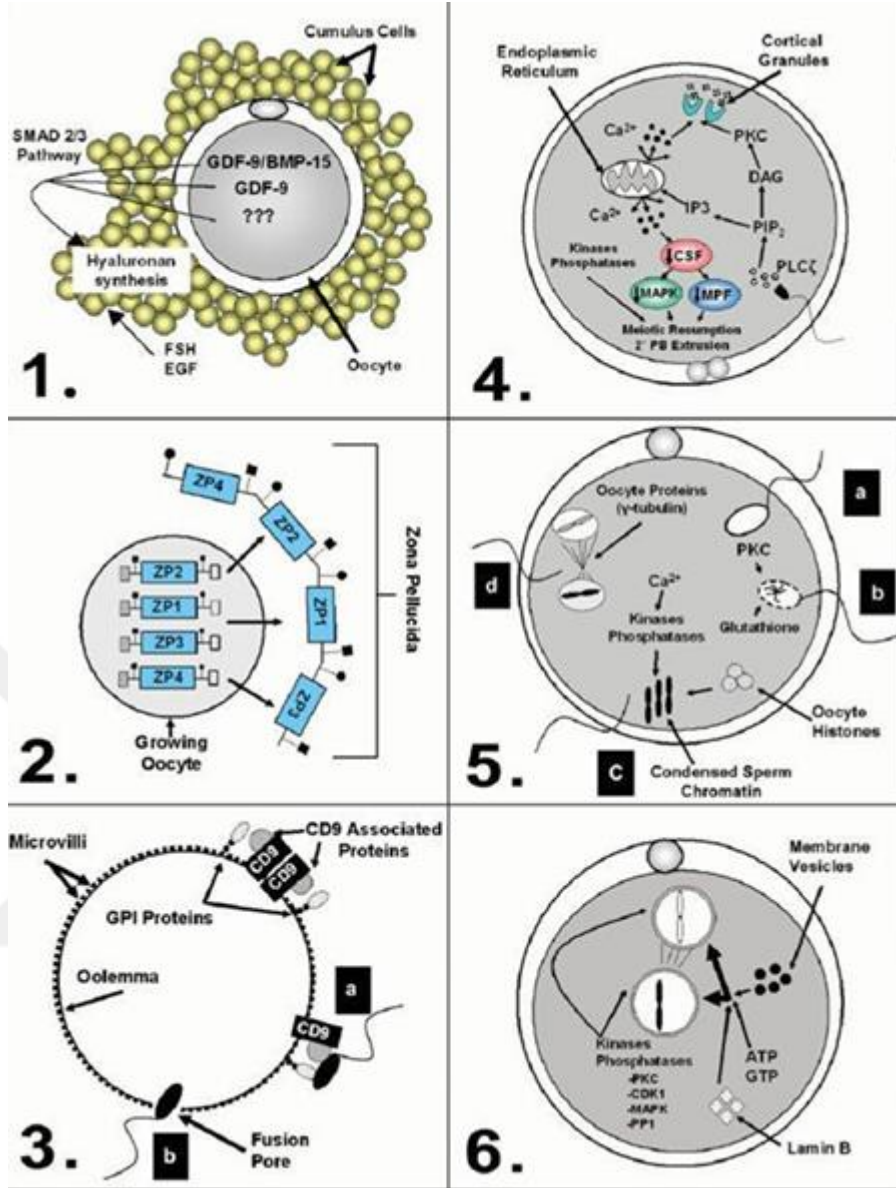 Cumulus Cells
SMAD 2/3
Pathway
GDF-9/BMP-15
GDF-9
???
Hyaluronan
synthesis
FSH
EGF
Oocyte
1.
ZP4
ZP2
ZP1
ZP3
ZP2
ZP1
ZP3
ZP4
Zona Pellucida
Growing
Oocyte
2.
Microvilli
CD9 Associated
Proteins
CD9
CD9
GPI Proteins
Oolemma
a
CD9
Fusion
Pore
b
3.
Endoplasmic
Reticulum
Cortical
Granules
Ca²⁺
PKC
DAG
IP3
Ca²⁺
PIP₂
Kinases
Phosphatases
CSF
PLCζ
MAPK
MPF
Meiotic Resumption
2° PB Extrusion
4.
Oocyte Proteins
(γ-tubulin)
a
PKC
d
Ca²⁺
b
Kinases
Phosphatases
Glutathione
Oocyte
Histones
C
Condensed Sperm
Chromatin
5.
Membrane
Vesicles
Kinases
Phosphatases
-PKC
-CDK1
-MAPK
-PP1
ATP
GTP
Lamin B
6.